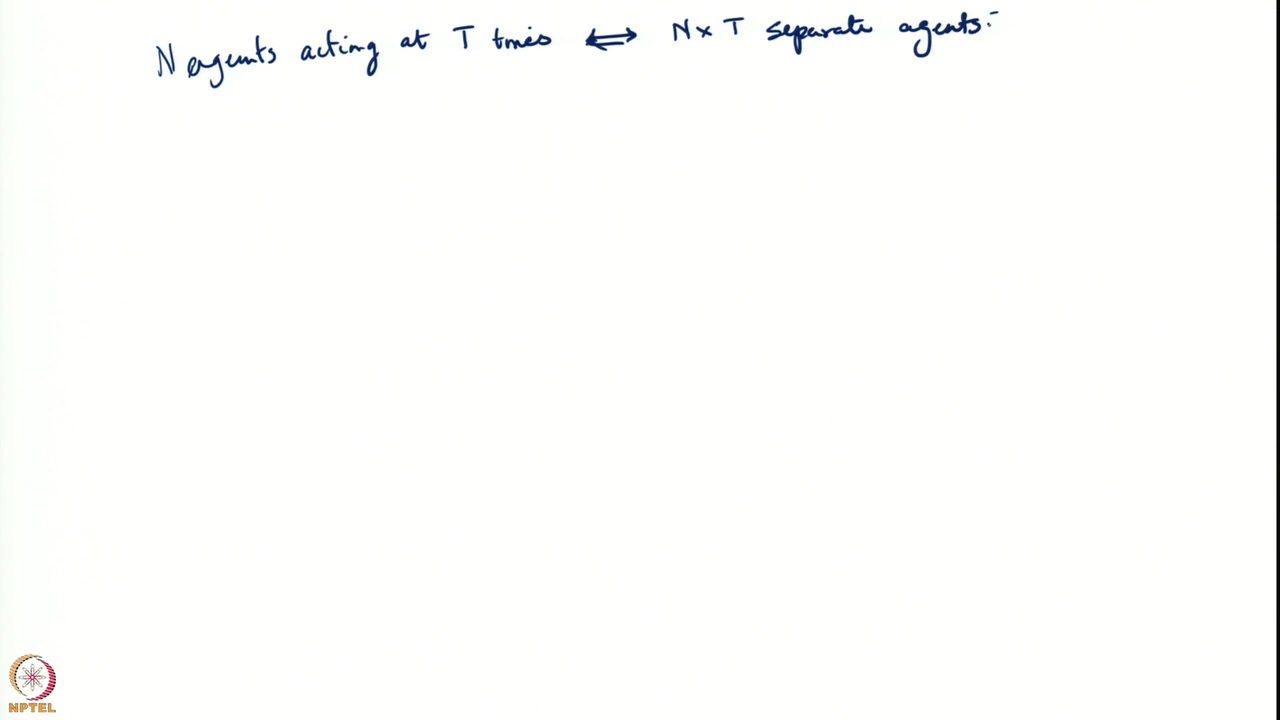 N agents acting at T times ⟺ N x T separate agents.
NPTEL